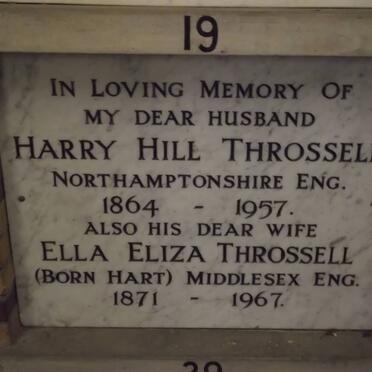 19
IN LOVING MEMORY OF
MY DEAR HUSBAND
HARRY HILL THROSSELL
NORTHAMPTONSHIRE ENG.
1864 - 1957.
ALSO HIS DEAR WIFE
ELLA ELIZA THROSSELL
(BORN HART) MIDDLESEX ENG.
1871 - 1967.